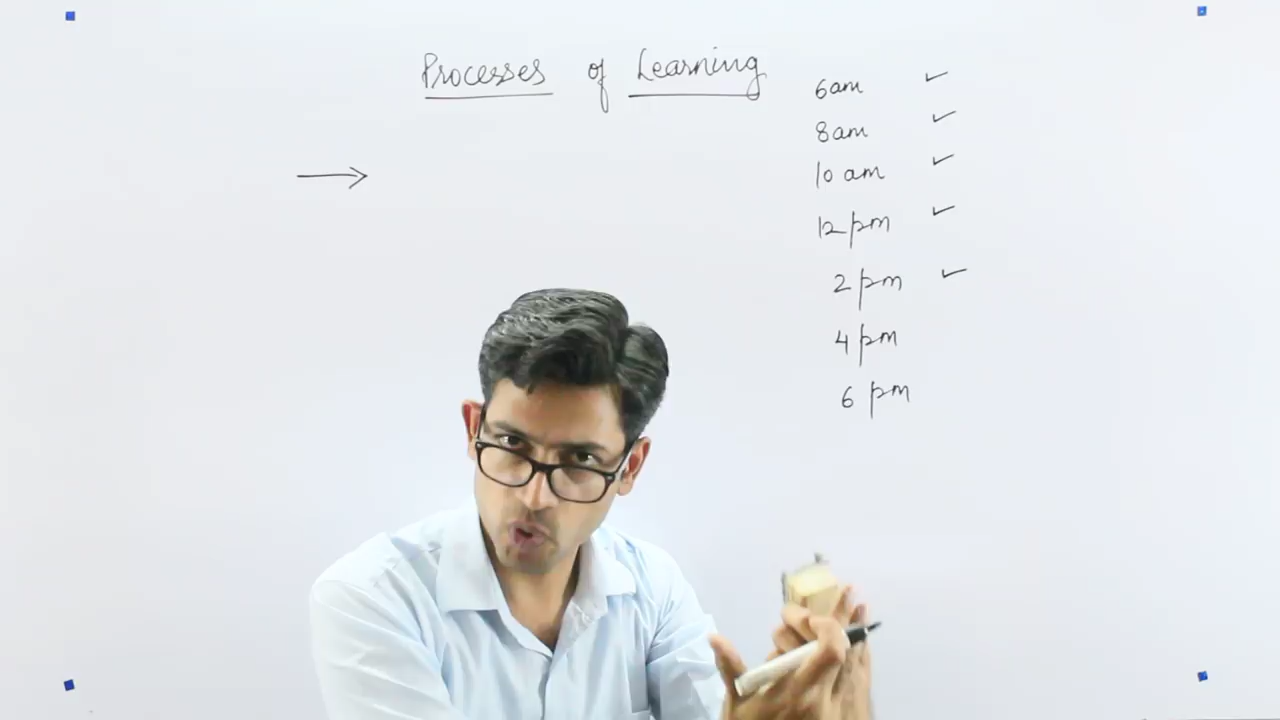 Processes of Learning
6am ✓
8am ✓
10 am ✓
12 pm ✓
2 pm ✓
4 pm
6 pm